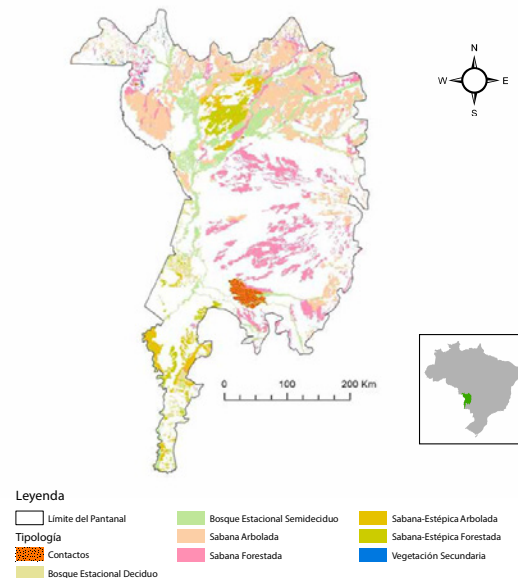 N
W E
S
0 100 200 Km
Leyenda
Límite del Pantanal
Tipología
Contactos
Bosque Estacional Deciduo
Bosque Estacional Semideciduo
Sabana Arbolada
Sabana Forestada
Sabana-Estépica Arbolada
Sabana-Estépica Forestada
Vegetación Secundaria